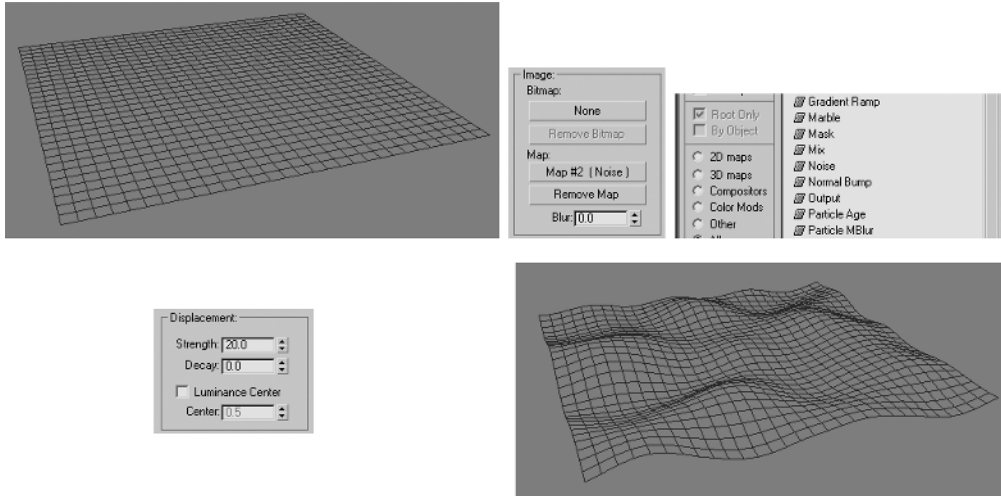 Image:
Bitmap:
None
Remove Bitmap
Map:
Map #2 ( Noise )
Remove Map
Blur: 0.0
Root Only
By Object
2D maps
3D maps
Compositors
Color Mods
Other
Gradient Ramp
Marble
Mask
Mix
Noise
Normal Bump
Output
Particle Age
Particle MBlur
Displacement:
Strength: 20.0
Decay: 0.0
Luminance Center
Center: 0.5